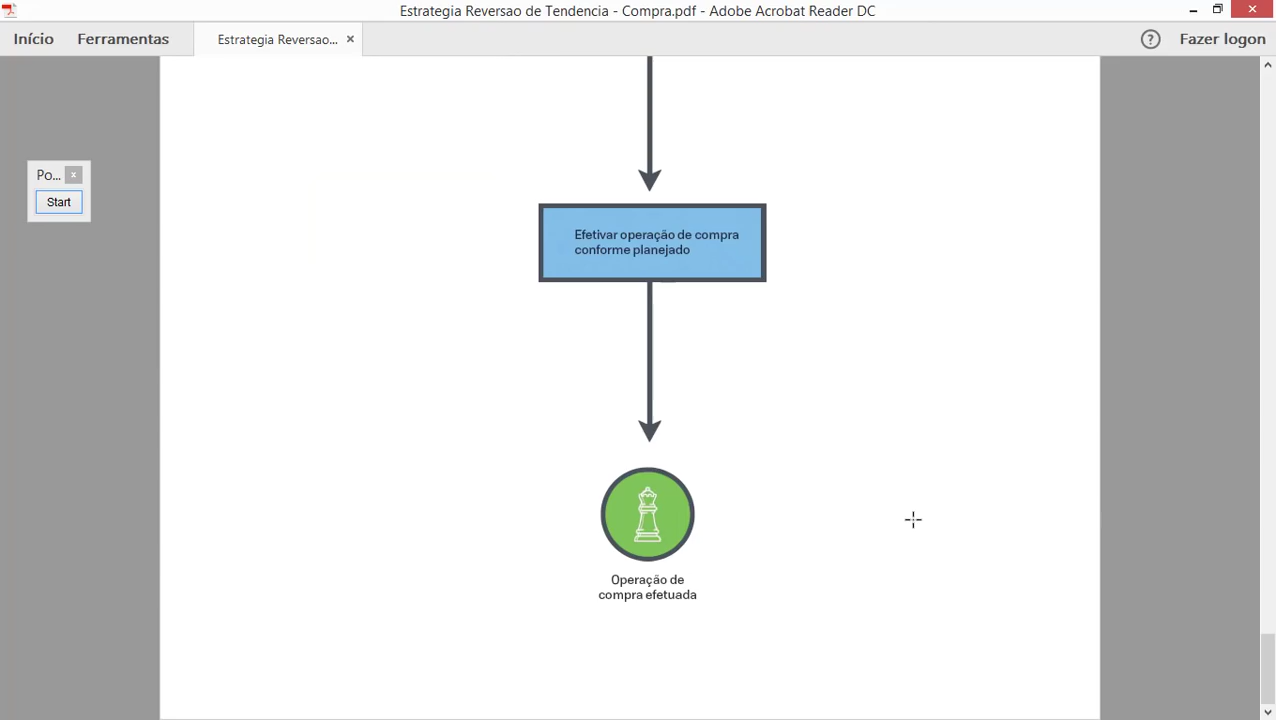 Estrategia Reversao de Tendencia - Compra.pdf - Adobe Acrobat Reader DC
Início Ferramentas Estrategia Reversao... × ? Fazer logon
Po... x
Start
Efetivar operação de compra
conforme planejado
Operação de
compra efetuada